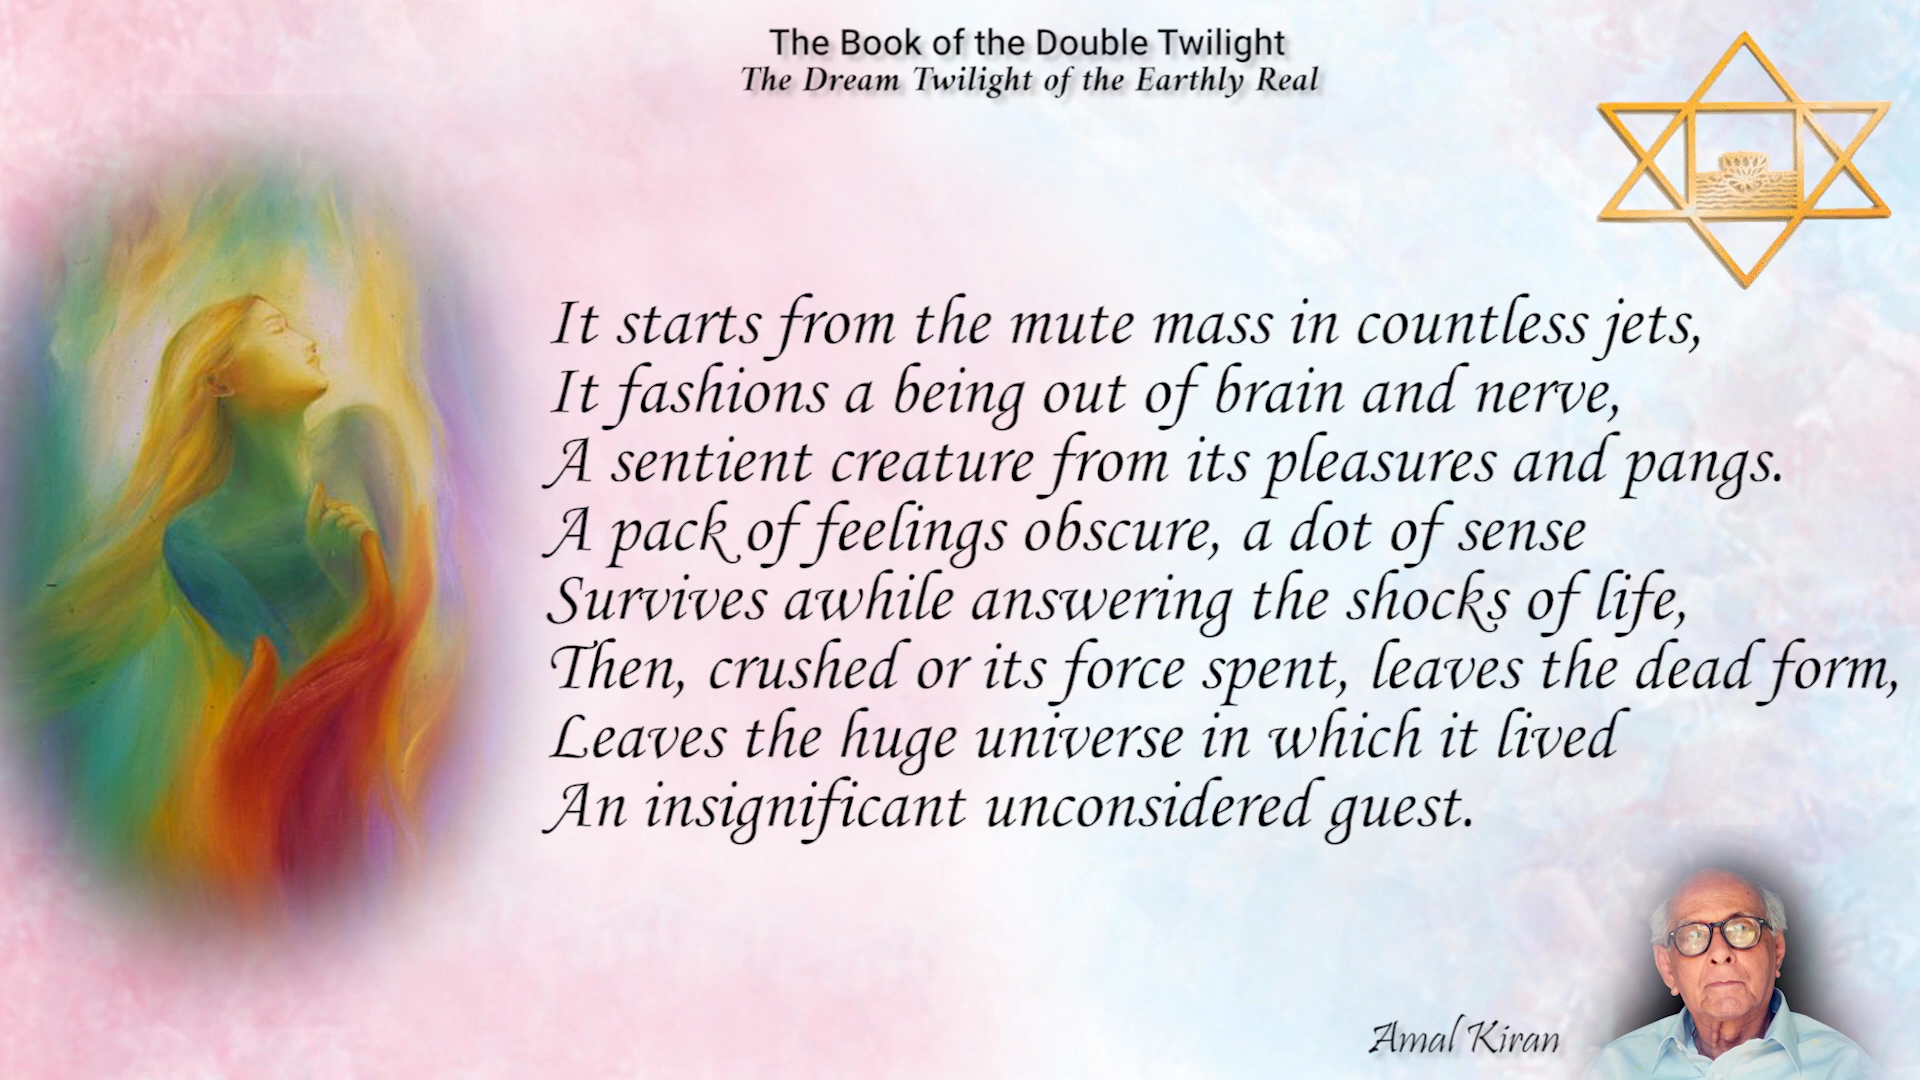 The Book of the Double Twilight
The Dream Twilight of the Earthly Real
It starts from the mute mass in countless jets,
It fashions a being out of brain and nerve,
A sentient creature from its pleasures and pangs.
A pack of feelings obscure, a dot of sense
Survives awhile answering the shocks of life,
Then, crushed or its force spent, leaves the dead form,
Leaves the huge universe in which it lived
An insignificant unconsidered guest.
Amal Kiran